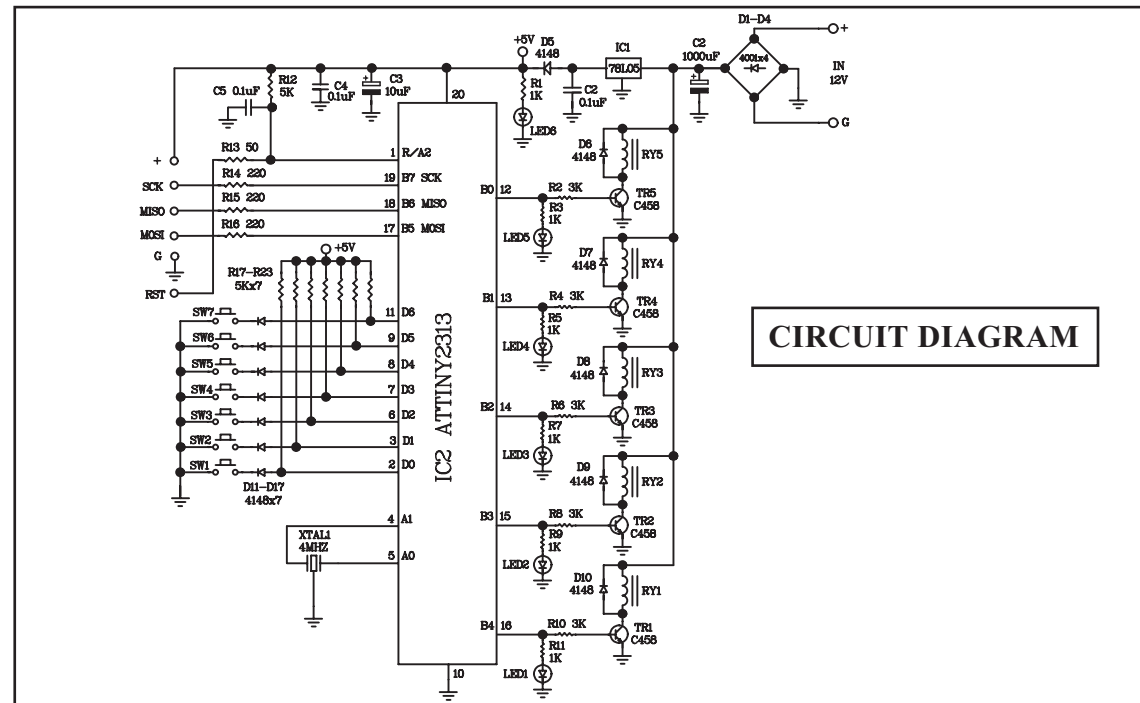 D1-D4
+
+5V
D5
4148
IC1
78L05
C2
1000uF
4001x4
IN
12V
G
R12
5K
C5 0.1uF
C4
0.1uF
C3
10uF
R1
1K
LED6
C2
0.1uF
20
D6
4148
RY5
+
R13 50
1 R/A2
SCK
R14 220
19 B7 SCK
MISO
R15 220
18 B6 MISO
MOSI
R16 220
17 B5 MOSI
G
RST
B0 12
R2 3K
R3
1K
LED5
TR5
C458
D7
4148
RY4
+5V
R17-R23
5Kx7
SW7
11 D6
SW6
9 D5
SW5
8 D4
SW4
7 D3
SW3
6 D2
SW2
3 D1
SW1
2 D0
D11-D17
4148x7
B1 13
R4 3K
R5
1K
LED4
TR4
C458
CIRCUIT DIAGRAM
D8
4148
RY3
IC2 ATTINY2313
B2 14
R6 3K
R7
1K
LED3
TR3
C458
D9
4148
RY2
4 A1
XTAL1
4MHZ
5 A0
B3 15
R8 3K
R9
1K
LED2
TR2
C458
D10
4148
RY1
B4 16
R10 3K
R11
1K
LED1
TR1
C458
10